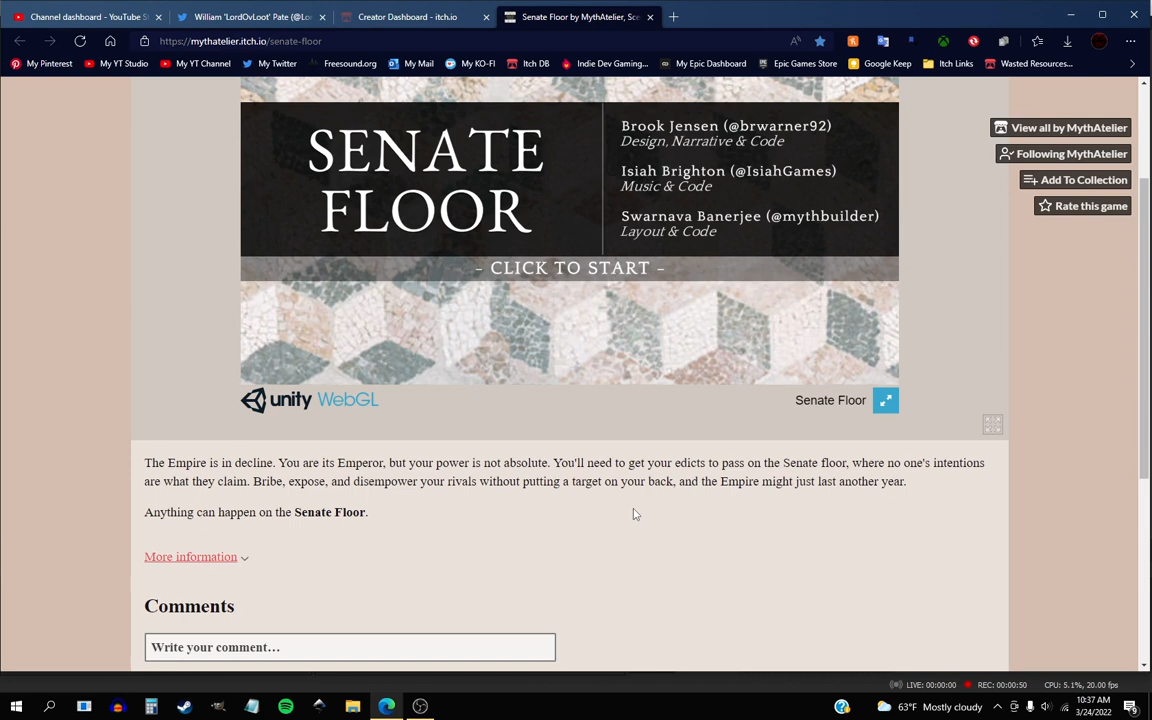 Channel dashboard - YouTube St
William 'LordOvLoot' Pate (@Lor
Creator Dashboard - itch.io
Senate Floor by MythAtelier, Sce
https://mythatelier.itch.io/senate-floor
My Pinterest
My YT Studio
My YT Channel
My Twitter
Freesound.org
My Mail
My KO-FI
Itch DB
Indie Dev Gaming...
My Epic Dashboard
Epic Games Store
Google Keep
Itch Links
Wasted Resources...
View all by MythAtelier
Following MythAtelier
Add To Collection
Rate this game
SENATE
FLOOR
Brook Jensen (@brwarner92)
Design, Narrative & Code
Isiah Brighton (@IsiahGames)
Music & Code
Swarnava Banerjee (@mythbuilder)
Layout & Code
– CLICK TO START –
unity WebGL
Senate Floor
The Empire is in decline. You are its Emperor, but your power is not absolute. You'll need to get your edicts to pass on the Senate floor, where no one's intentions
are what they claim. Bribe, expose, and disempower your rivals without putting a target on your back, and the Empire might just last another year.
Anything can happen on the Senate Floor.
More information
Comments
Write your comment...
LIVE: 00:00:00
REC: 00:00:50
CPU: 5.1%, 20.00 fps
63°F Mostly cloudy
10:37 AM
3/24/2022